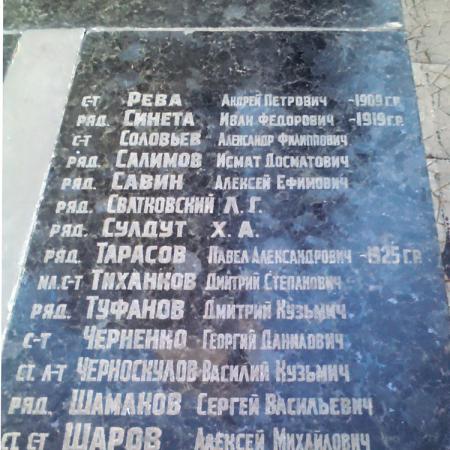 С-Т РЕВА АНДРЕЙ ПЕТРОВИЧ -1909 Г.Р.
РЯД. СИНЕТА ИВАН ФЕДОРОВИЧ -1919 Г.Р.
С-Т СОЛОВЬЕВ АЛЕКСАНДР ФИЛИППОВИЧ
РЯД. САЛИМОВ ИСМАТ ДОСМАТОВИЧ
РЯД. САВИН АЛЕКСЕЙ ЕФИМОВИЧ
РЯД. СВАТКОВСКИЙ Л. Г.
РЯД. СУЛДУТ Х. А.
РЯД. ТАРАСОВ ПАВЕЛ АЛЕКСАНДРОВИЧ -1925 Г.Р.
МЛ. С-Т ТИХАНКОВ ДМИТРИЙ СТЕПАНОВИЧ
РЯД. ТУФАНОВ ДМИТРИЙ КУЗЬМИЧ
С-Т ЧЕРНЕНКО ГЕОРГИЙ ДАНИЛОВИЧ
СТ. Л-Т ЧЕРНОСКУЛОВ ВАСИЛИЙ КУЗЬМИЧ
РЯД. ШАМАНОВ СЕРГЕЙ ВАСИЛЬЕВИЧ
СТ. СТ ШАРОВ АЛЕКСЕЙ МИХАЙЛОВИЧ